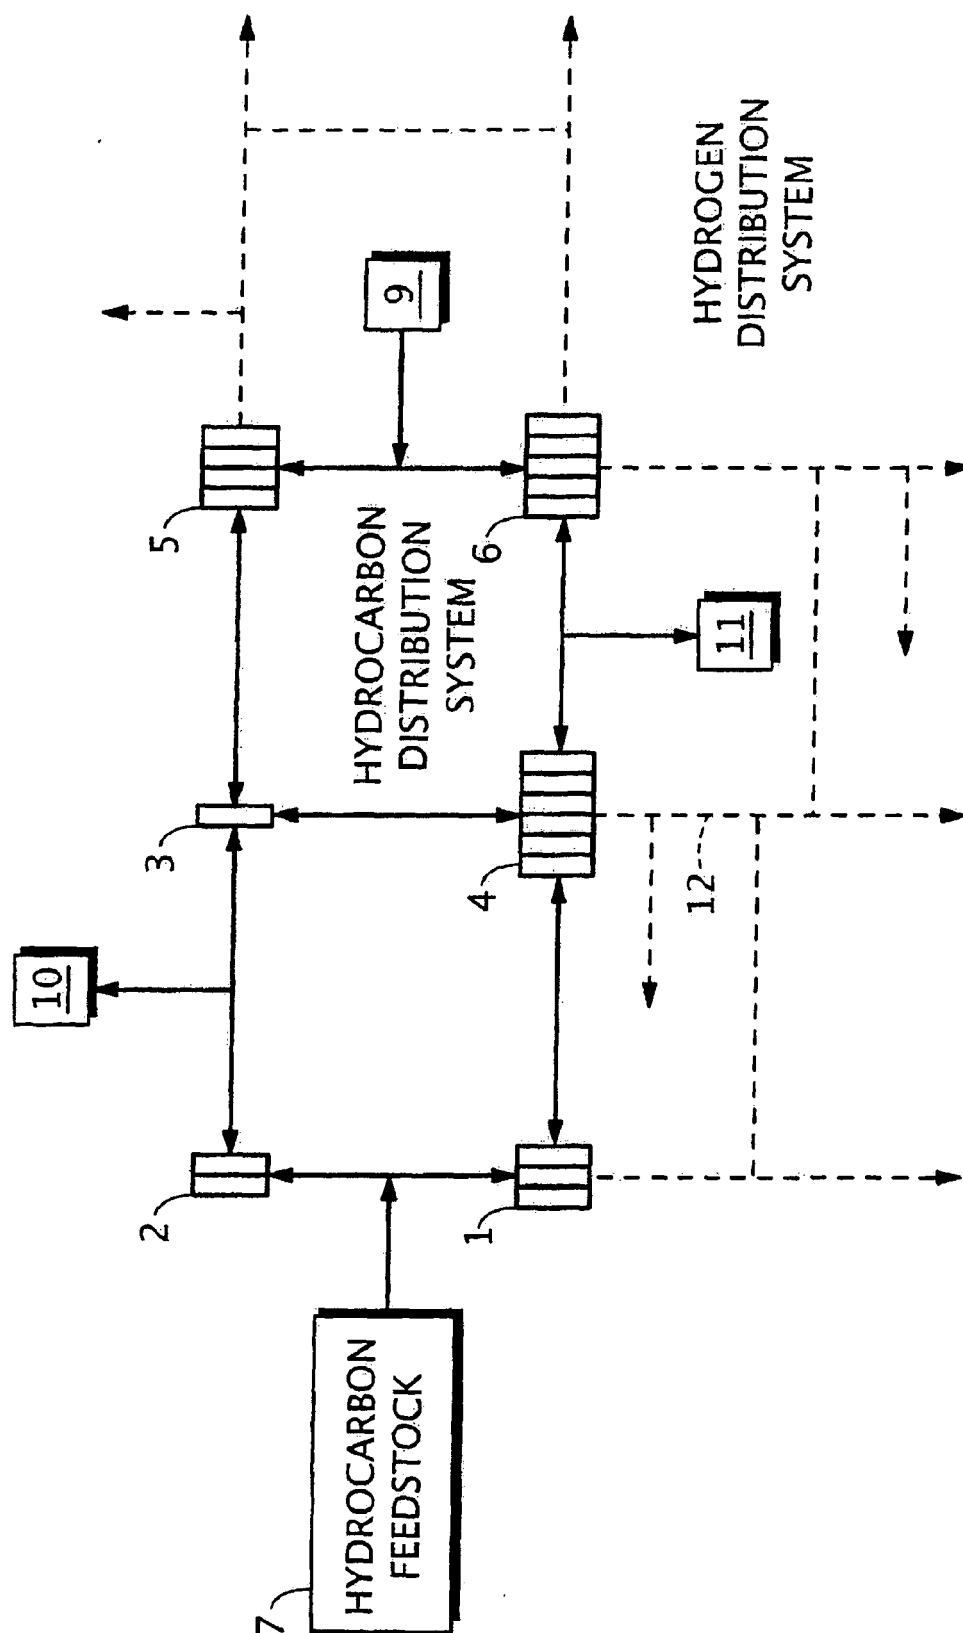 7
HYDROCARBON
FEEDSTOCK
2
1
10
3
4
12
HYDROCARBON
DISTRIBUTION
SYSTEM
11
5
6
9
HYDROGEN
DISTRIBUTION
SYSTEM